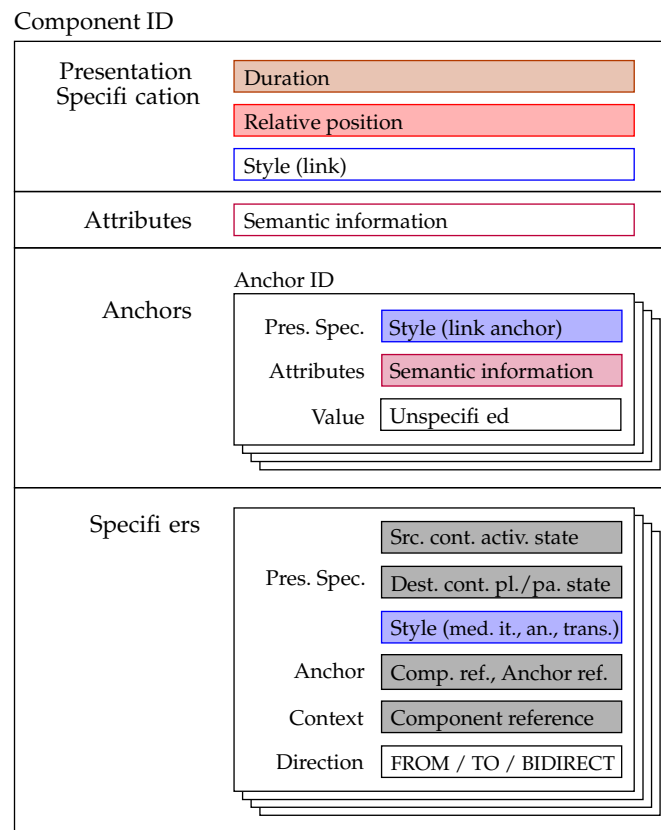 Component ID
Presentation
Specifi cation
Duration
Relative position
Style (link)
Attributes
Semantic information
Anchors
Anchor ID
Pres. Spec.
Style (link anchor)
Attributes
Semantic information
Value
Unspecifi ed
Specifi ers
Src. cont. activ. state
Pres. Spec.
Dest. cont. pl./pa. state
Style (med. it., an., trans.)
Anchor
Comp. ref., Anchor ref.
Context
Component reference
Direction
FROM / TO / BIDIRECT